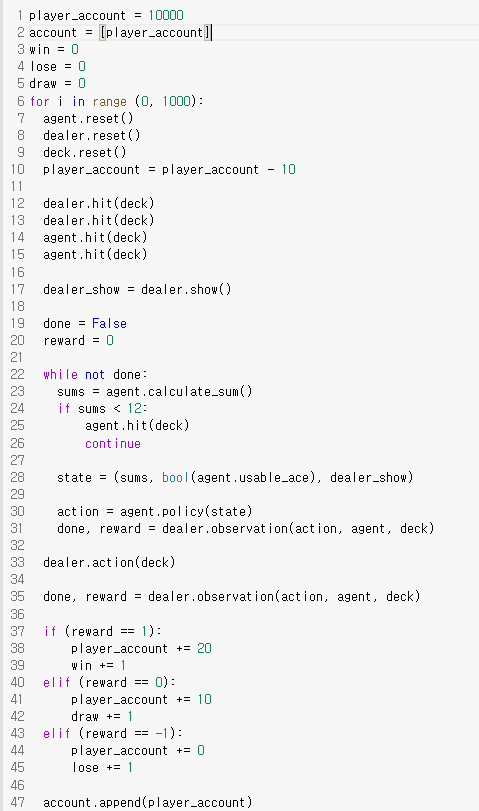 1 player_account = 10000
2 account = [player_account]
3 win = 0
4 lose = 0
5 draw = 0
6 for i in range (0, 1000):
7   agent.reset()
8   dealer.reset()
9   deck.reset()
10   player_account = player_account - 10
11
12   dealer.hit(deck)
13   dealer.hit(deck)
14   agent.hit(deck)
15   agent.hit(deck)
16
17   dealer_show = dealer.show()
18
19   done = False
20   reward = 0
21
22   while not done:
23     sums = agent.calculate_sum()
24     if sums < 12:
25         agent.hit(deck)
26         continue
27
28     state = (sums, bool(agent.usable_ace), dealer_show)
29
30     action = agent.policy(state)
31     done, reward = dealer.observation(action, agent, deck)
32
33   dealer.action(deck)
34
35   done, reward = dealer.observation(action, agent, deck)
36
37   if (reward == 1):
38       player_account += 20
39       win += 1
40   elif (reward == 0):
41       player_account += 10
42       draw += 1
43   elif (reward == -1):
44       player_account += 0
45       lose += 1
46
47   account.append(player_account)